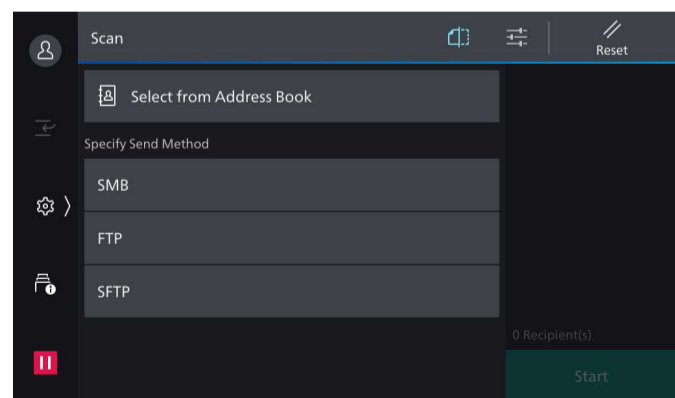 Scan
Reset
Select from Address Book
Specify Send Method
SMB
FTP
SFTP
0 Recipient(s)
Start